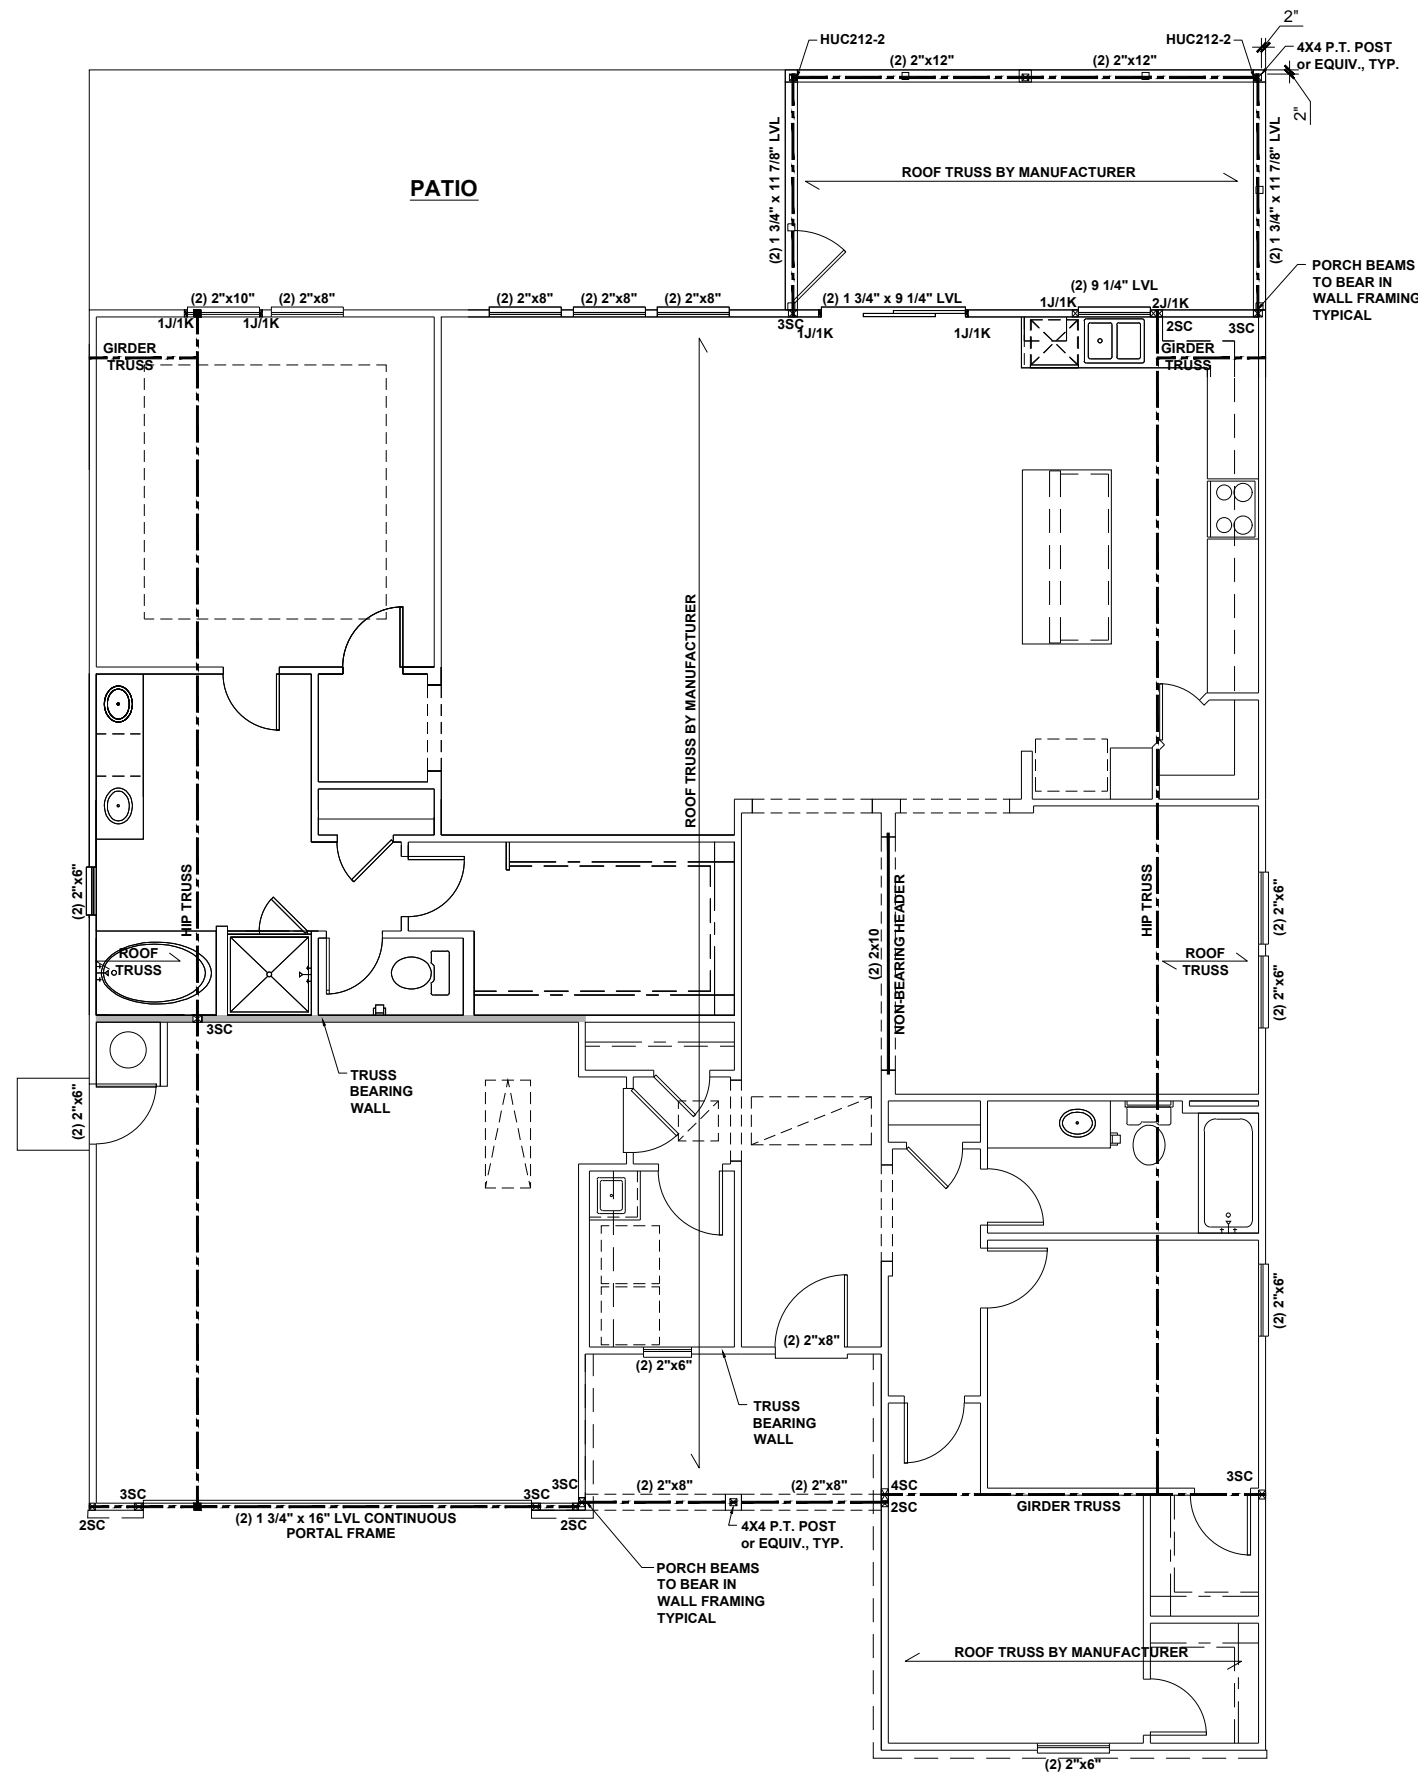 2"
HUC212-2
HUC212-2
4X4 P.T. POST
or EQUIV., TYP.
(2) 2"x12"
(2) 2"x12"
2"
(2) 1 3/4" x 11 7/8" LVL
(2) 1 3/4" x 11 7/8" LVL
ROOF TRUSS BY MANUFACTURER
PATIO
PORCH BEAMS
TO BEAR IN
WALL FRAMING
TYPICAL
(2) 2"x10"
(2) 2"x8"
(2) 2"x8"
(2) 2"x8"
(2) 2"x8"
(2) 1 3/4" x 9 1/4" LVL
(2) 9 1/4" LVL
1J/1K
2J/1K
1J/1K
1J/1K
3SC
1J/1K
1J/1K
2SC
3SC
GIRDER
TRUSS
GIRDER
TRUSS
ROOF TRUSS BY MANUFACTURER
(2) 2"x6"
HIP TRUSS
HIP TRUSS
(2) 2"x6"
(2) 2x10
NON-BEARING HEADER
ROOF
TRUSS
ROOF
TRUSS
(2) 2"x6"
3SC
TRUSS
BEARING
WALL
(2) 2"x6"
(2) 2"x6"
(2) 2"x8"
(2) 2"x6"
TRUSS
BEARING
WALL
3SC
3SC
3SC
(2) 2"x8"
(2) 2"x8"
4SC
2SC
3SC
GIRDER TRUSS
2SC
2SC
(2) 1 3/4" x 16" LVL CONTINUOUS
PORTAL FRAME
4X4 P.T. POST
or EQUIV., TYP.
PORCH BEAMS
TO BEAR IN
WALL FRAMING
TYPICAL
ROOF TRUSS BY MANUFACTURER
(2) 2"x6"